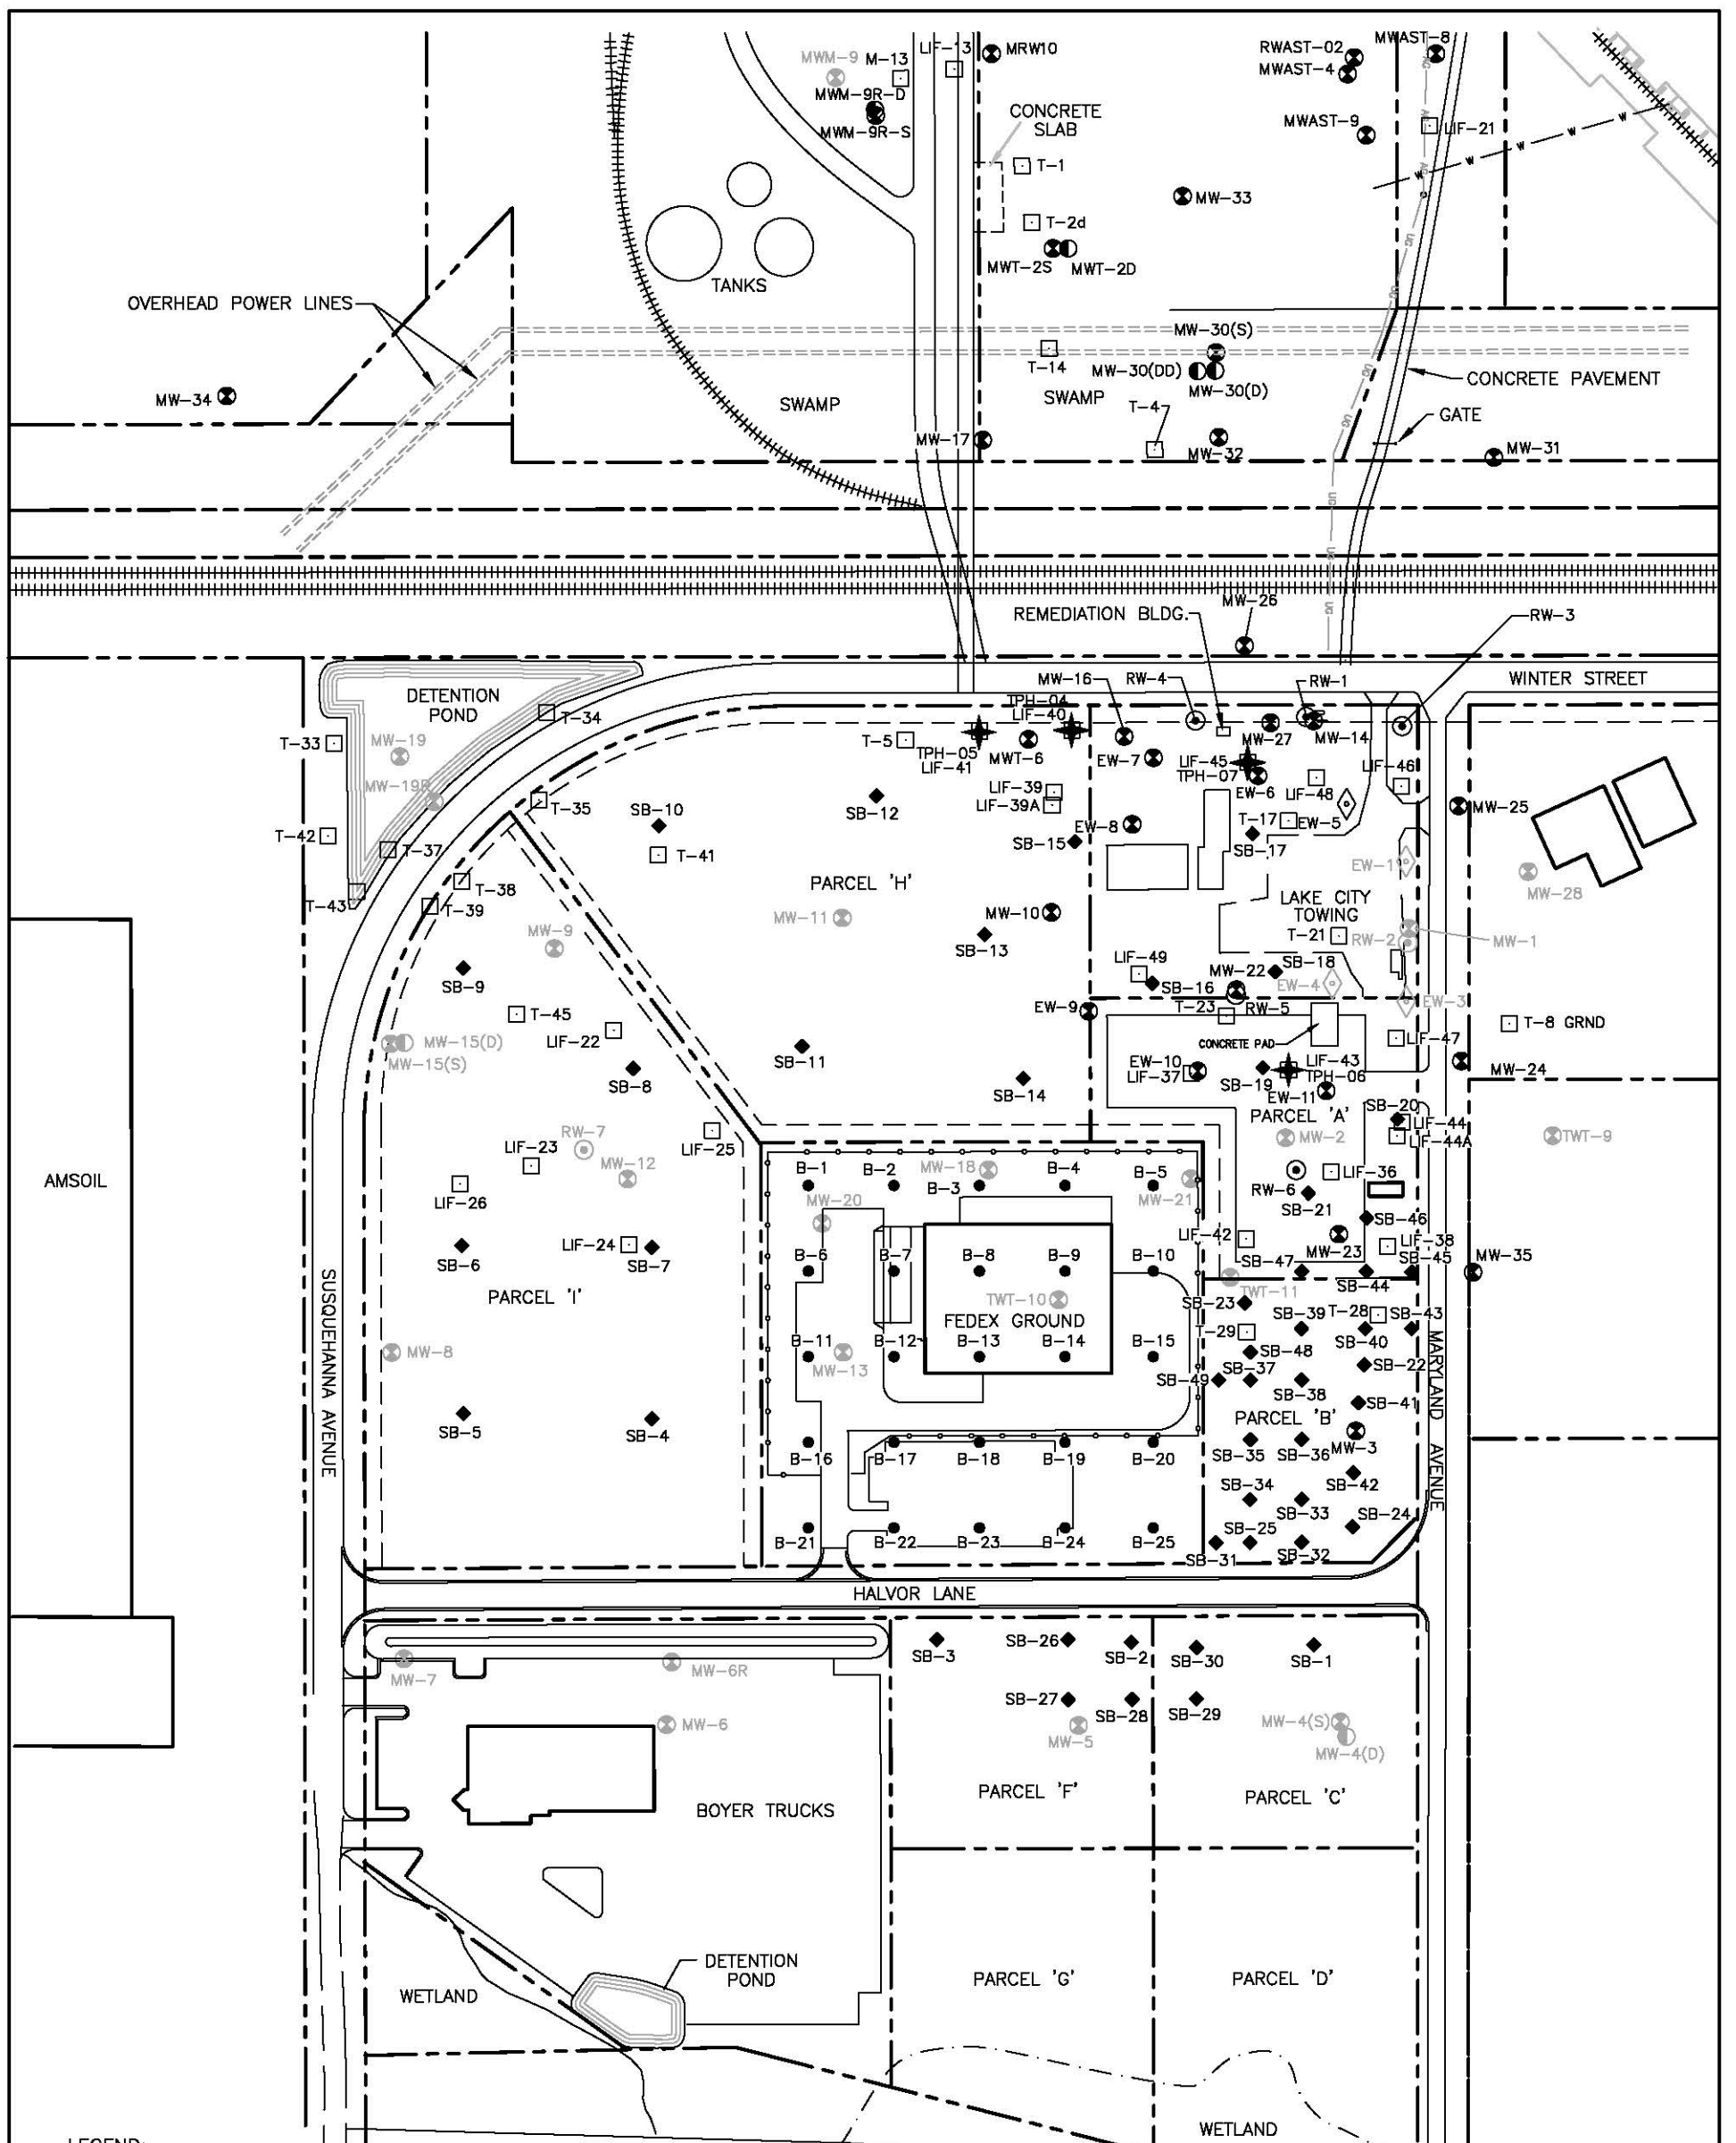 MWM-9
M-13
LIF-13
MRW10
RWAST-02
MWAST-8
MWAST-4
MWM-9R-D
MWM-9R-S
CONCRETE
SLAB
MWAST-9
LIF-21
T-1
MW-33
T-2d
MWT-2S
MWT-2D
TANKS
OVERHEAD POWER LINES
MW-30(S)
T-14
MW-30(DD)
MW-30(D)
CONCRETE PAVEMENT
MW-34
SWAMP
SWAMP
T-4
GATE
MW-17
MW-32
MW-31
MW-26
REMEDIATION BLDG.
RW-3
DETENTION
POND
MW-16
RW-4
RW-1
WINTER STREET
TPH-04
LIF-40
T-34
T-33
MW-19
T-5
TPH-05
LIF-41
MWT-6
EW-7
MW-27
MW-14
LIF-45
TPH-07
LIF-46
MW-19R
T-35
SB-10
SB-12
LIF-39
LIF-39A
EW-6
LIF-48
MW-25
T-42
T-37
T-41
EW-8
SB-15
T-17
EW-5
SB-17
EW-1
MW-28
T-43
T-38
T-39
PARCEL 'H'
LAKE CITY
TOWING
MW-9
MW-11
MW-10
SB-13
T-21
RW-2
MW-1
SB-9
LIF-49
SB-16
MW-22
SB-18
EW-4
EW-3
T-45
LIF-22
EW-9
T-23
RW-5
T-8 GRND
MW-15(D)
MW-15(S)
SB-11
CONCRETE PAD
LIF-47
SB-8
SB-14
EW-10
LIF-37
SB-19
LIF-43
TPH-06
EW-11
MW-24
PARCEL 'A'
SB-20
LIF-44
LIF-44A
MW-2
TWT-9
RW-7
LIF-25
LIF-23
MW-12
AMSOIL
LIF-26
B-1
B-2
MW-18
B-3
B-4
B-5
MW-21
LIF-36
RW-6
SB-21
MW-20
SB-46
LIF-24
SB-6
SB-7
B-6
B-7
B-8
B-9
B-10
LIF-42
MW-23
LIF-38
SB-45
SB-47
SB-44
MW-35
PARCEL 'I'
TWT-10
TWT-11
SB-23
FEDEX GROUND
SB-39
T-28
SB-43
T-29
SB-40
MW-8
B-11
B-12
B-13
B-14
B-15
MW-13
SB-48
SB-37
SB-22
SB-49
SB-38
SB-41
SUSQUEHANNA AVENUE
MARYLAND AVENUE
SB-5
SB-4
PARCEL 'B'
B-16
B-17
B-18
B-19
B-20
SB-35
SB-36
MW-3
SB-34
SB-33
SB-42
SB-24
B-21
B-22
B-23
B-24
B-25
SB-25
SB-31
SB-32
HALVOR LANE
SB-3
SB-26
SB-2
SB-30
SB-1
MW-7
MW-6R
SB-27
SB-28
SB-29
MW-6
MW-5
MW-4(S)
MW-4(D)
BOYER TRUCKS
PARCEL 'F'
PARCEL 'C'
DETENTION
POND
WETLAND
PARCEL 'G'
PARCEL 'D'
WETLAND
LEGEND: